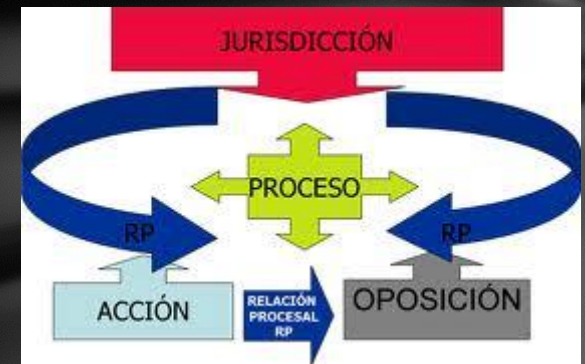 JURISDICCIÓN
PROCESO
RP
RP
ACCIÓN
RELACIÓN
PROCESAL
RP
OPOSICIÓN